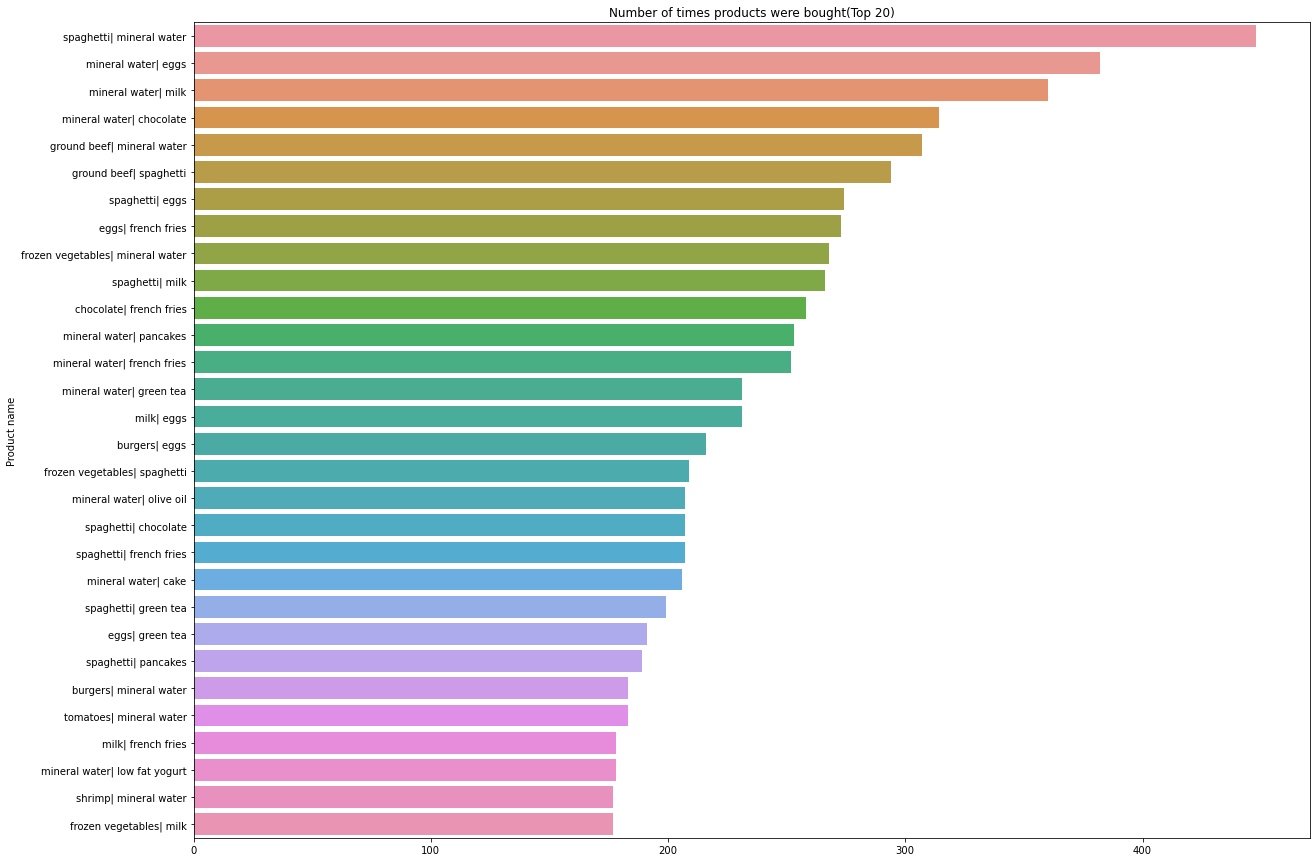 Number of times products were bought(Top 20)
Product name
spaghetti| mineral water
mineral water| eggs
mineral water| milk
mineral water| chocolate
ground beef| mineral water
ground beef| spaghetti
spaghetti| eggs
eggs| french fries
frozen vegetables| mineral water
spaghetti| milk
chocolate| french fries
mineral water| pancakes
mineral water| french fries
mineral water| green tea
milk| eggs
burgers| eggs
frozen vegetables| spaghetti
mineral water| olive oil
spaghetti| chocolate
spaghetti| french fries
mineral water| cake
spaghetti| green tea
eggs| green tea
spaghetti| pancakes
burgers| mineral water
tomatoes| mineral water
milk| french fries
mineral water| low fat yogurt
shrimp| mineral water
frozen vegetables| milk
0 100 200 300 400